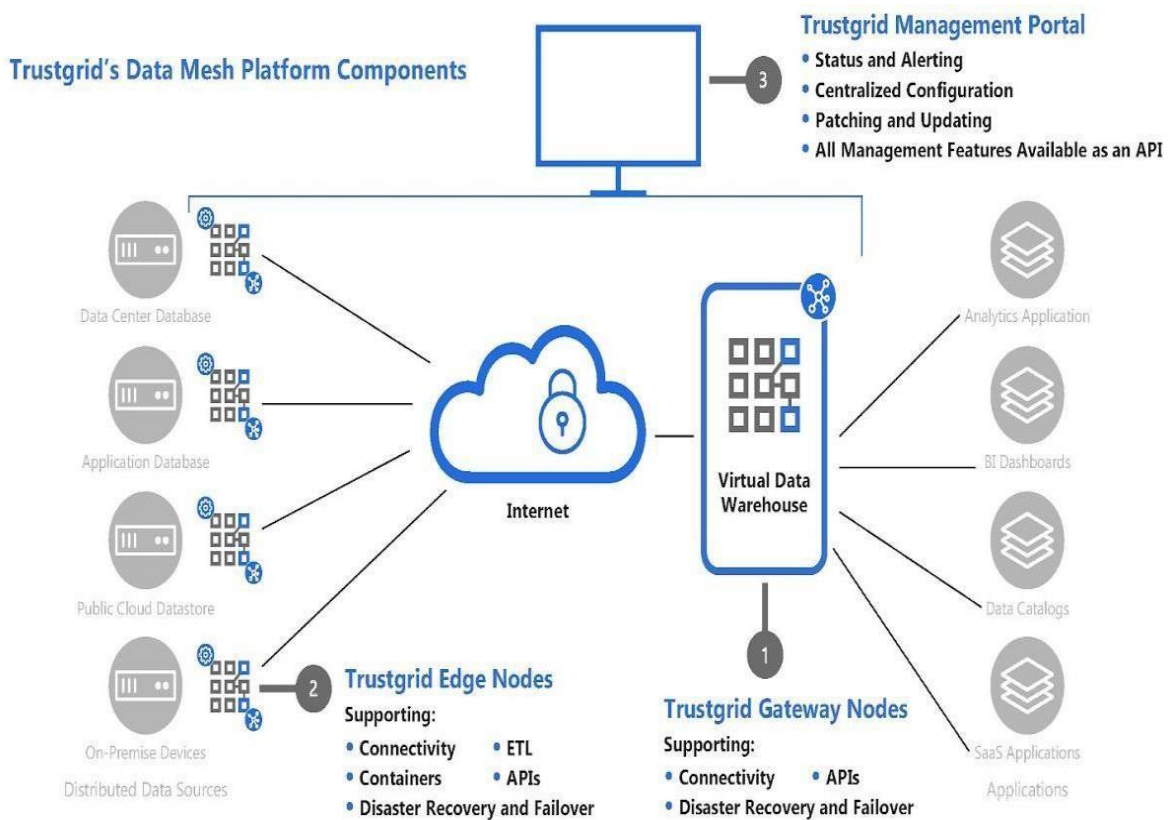 Trustgrid's Data Mesh Platform Components
3
Trustgrid Management Portal
• Status and Alerting
• Centralized Configuration
• Patching and Updating
• All Management Features Available as an API
Data Center Database
Application Database
Public Cloud Datastore
On-Premise Devices
Distributed Data Sources
Internet
Virtual Data
Warehouse
Analytics Application
BI Dashboards
Data Catalogs
SaaS Applications
Applications
2
Trustgrid Edge Nodes
Supporting:
• Connectivity • ETL
• Containers • APIs
• Disaster Recovery and Failover
1
Trustgrid Gateway Nodes
Supporting:
• Connectivity • APIs
• Disaster Recovery and Failover